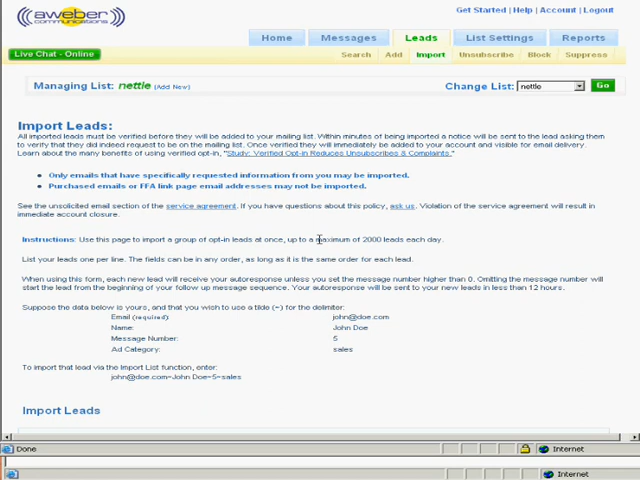 aweber
communications
Get Started | Help | Account | Logout
Home Messages Leads List Settings Reports
Live Chat - Online
Search Add Import Unsubscribe Block Suppress
Managing List: nettle (Add New)
Change List: nettle Go
Import Leads:
All imported leads must be verified before they will be added to your mailing list. Within minutes of being imported a notice will be sent to the lead asking them
to verify that they did indeed request to be on the mailing list. Once verified they will immediately be added to your account and visible for email delivery.
Learn about the many benefits of using verified opt-in, "Study: Verified Opt-in Reduces Unsubscribes & Complaints."
Only emails that have specifically requested information from you may be imported.
Purchased emails or FFA link page email addresses may not be imported.
See the unsolicited email section of the service agreement. If you have questions about this policy, ask us. Violation of the service agreement will result in
immediate account closure.
Instructions: Use this page to import a group of opt-in leads at once, up to a maximum of 2000 leads each day.
List your leads one per line. The fields can be in any order, as long as it is the same order for each lead.
When using this form, each new lead will receive your autoresponse unless you set the message number higher than 0. Omitting the message number will
start the lead from the beginning of your follow up message sequence. Your autoresponse will be sent to your new leads in less than 12 hours.
Suppose the data below is yours, and that you wish to use a tilde (~) for the delimiter:
Email (required): john@doe.com
Name: John Doe
Message Number: 5
Ad Category: sales
To import that lead via the Import List function, enter:
john@doe.com~John Doe~5~sales
Import Leads
Done Internet
Internet